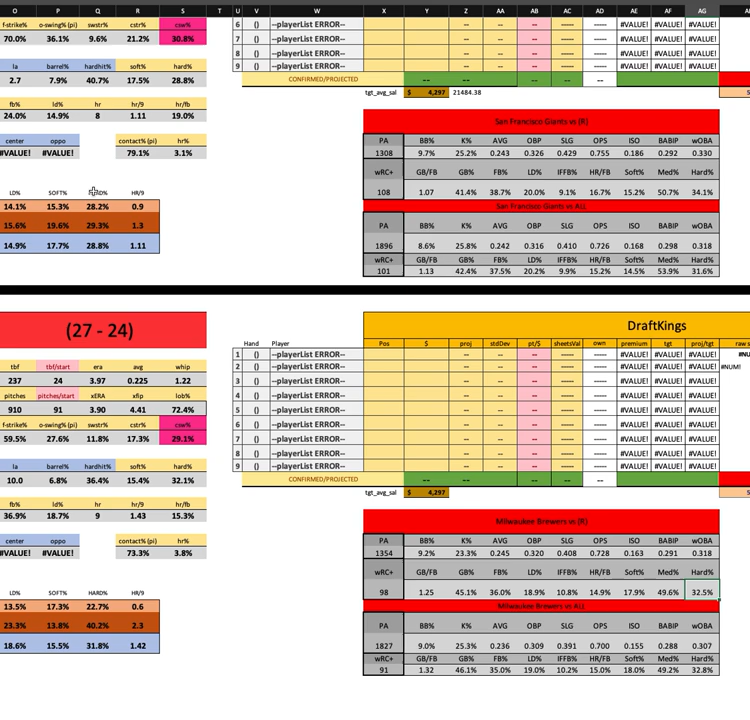 O P Q R S T U V W X Y Z AA AB AC AD AE AF AG
f-strike% o-swing% (pi) swstr% cstr% csw% 6 () --playerList ERROR-- -- ----- ---- #VALUE! #VALUE! #VALUE!
70.0% 36.1% 9.6% 21.2% 30.8% 7 () --playerList ERROR-- -- ----- ---- #VALUE! #VALUE! #VALUE!
8 () --playerList ERROR-- -- ----- ---- #VALUE! #VALUE! #VALUE!
la barrel% hardhit% soft% hard% 9 () --playerList ERROR-- -- ----- ---- #VALUE! #VALUE! #VALUE!
2.7 7.9% 40.7% 17.5% 28.8% CONFIRMED/PROJECTED -- -- -- -- --
tgt_avg_sal $ 4,297 21484.38 5
fb% ld% hr hr/9 hr/fb
24.0% 14.9% 8 1.11 19.0% San Francisco Giants vs (R)
center oppo contact% (pi) hr% PA BB% K% AVG OBP SLG OPS ISO BABIP wOBA
#VALUE! #VALUE! 79.1% 3.1% 1308 9.7% 25.2% 0.243 0.326 0.429 0.755 0.186 0.292 0.330
wRC+ GB/FB GB% FB% LD% IFFB% HR/FB Soft% Med% Hard%
LD% SOFT% HR/9 108 1.07 41.4% 38.7% 20.0% 9.1% 16.7% 15.2% 50.7% 34.1%
14.1% 15.3% 28.2% 0.9 San Francisco Giants vs ALL
15.6% 19.6% 29.3% 1.3 PA BB% K% AVG OBP SLG OPS ISO BABIP wOBA
14.9% 17.7% 28.8% 1.11 1896 8.6% 25.8% 0.242 0.316 0.410 0.726 0.168 0.298 0.318
wRC+ GB/FB GB% FB% LD% IFFB% HR/FB Soft% Med% Hard%
101 1.13 42.4% 37.5% 20.2% 9.9% 15.2% 14.5% 53.9% 31.6%
(27 - 24) DraftKings
Hand Player Pos $ proj stdDev pt/$ sheetsVal own premium tgt proj/tgt raw s
1 () --playerList ERROR-- -- ----- ---- #VALUE! #VALUE! #VALUE! #NU
tbf tbf/start era avg whip 2 () --playerList ERROR-- -- ----- ---- #VALUE! #VALUE! #VALUE! #NUM!
237 24 3.97 0.225 1.22 3 () --playerList ERROR-- -- ----- ---- #VALUE! #VALUE! #VALUE!
pitches pitches/start xERA xfip lob% 4 () --playerList ERROR-- -- ----- ---- #VALUE! #VALUE! #VALUE!
910 91 3.90 4.41 72.4% 5 () --playerList ERROR-- -- ----- ---- #VALUE! #VALUE! #VALUE!
f-strike% o-swing% (pi) swstr% cstr% csw% 6 () --playerList ERROR-- -- ----- ---- #VALUE! #VALUE! #VALUE!
59.5% 27.6% 11.8% 17.3% 29.1% 7 () --playerList ERROR-- -- ----- ---- #VALUE! #VALUE! #VALUE!
8 () --playerList ERROR-- -- ----- ---- #VALUE! #VALUE! #VALUE!
la barrel% hardhit% soft% hard% 9 () --playerList ERROR-- -- ----- ---- #VALUE! #VALUE! #VALUE!
10.0 6.8% 36.4% 15.4% 32.1% CONFIRMED/PROJECTED -- -- -- -- --
tgt_avg_sal $ 4,297 5
fb% ld% hr hr/9 hr/fb
36.9% 18.7% 9 1.43 15.3% Milwaukee Brewers vs (R)
center oppo contact% (pi) hr% PA BB% K% AVG OBP SLG OPS ISO BABIP wOBA
#VALUE! #VALUE! 73.3% 3.8% 1354 9.2% 23.3% 0.245 0.320 0.408 0.728 0.163 0.291 0.318
wRC+ GB/FB GB% FB% LD% IFFB% HR/FB Soft% Med% Hard%
LD% SOFT% HARD% HR/9 98 1.25 45.1% 36.0% 18.9% 10.8% 14.9% 17.9% 49.6% 32.5%
13.5% 17.3% 22.7% 0.6 Milwaukee Brewers vs ALL
23.3% 13.8% 40.2% 2.3 PA BB% K% AVG OBP SLG OPS ISO BABIP wOBA
18.6% 15.5% 31.8% 1.42 1827 9.0% 25.3% 0.236 0.309 0.391 0.700 0.155 0.288 0.307
wRC+ GB/FB GB% FB% LD% IFFB% HR/FB Soft% Med% Hard%
91 1.32 46.1% 35.0% 19.0% 10.2% 15.0% 18.0% 49.2% 32.8%